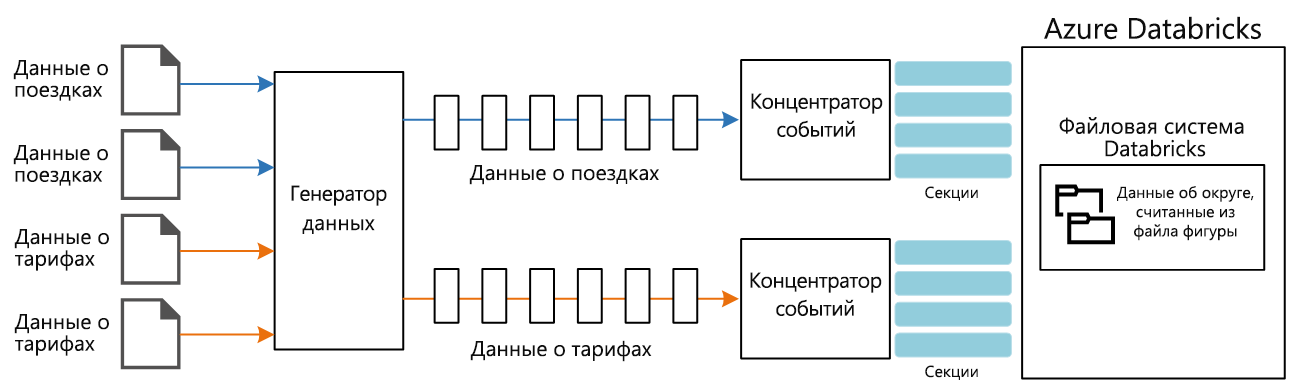 Azure Databricks
Данные о
поездках
Данные о
поездках
Данные о
тарифах
Данные о
тарифах
Генератор
данных
Данные о поездках
Данные о тарифах
Концентратор
событий
Секции
Концентратор
событий
Секции
Файловая система
Databricks
Данные об округе,
считанные из
файла фигуры